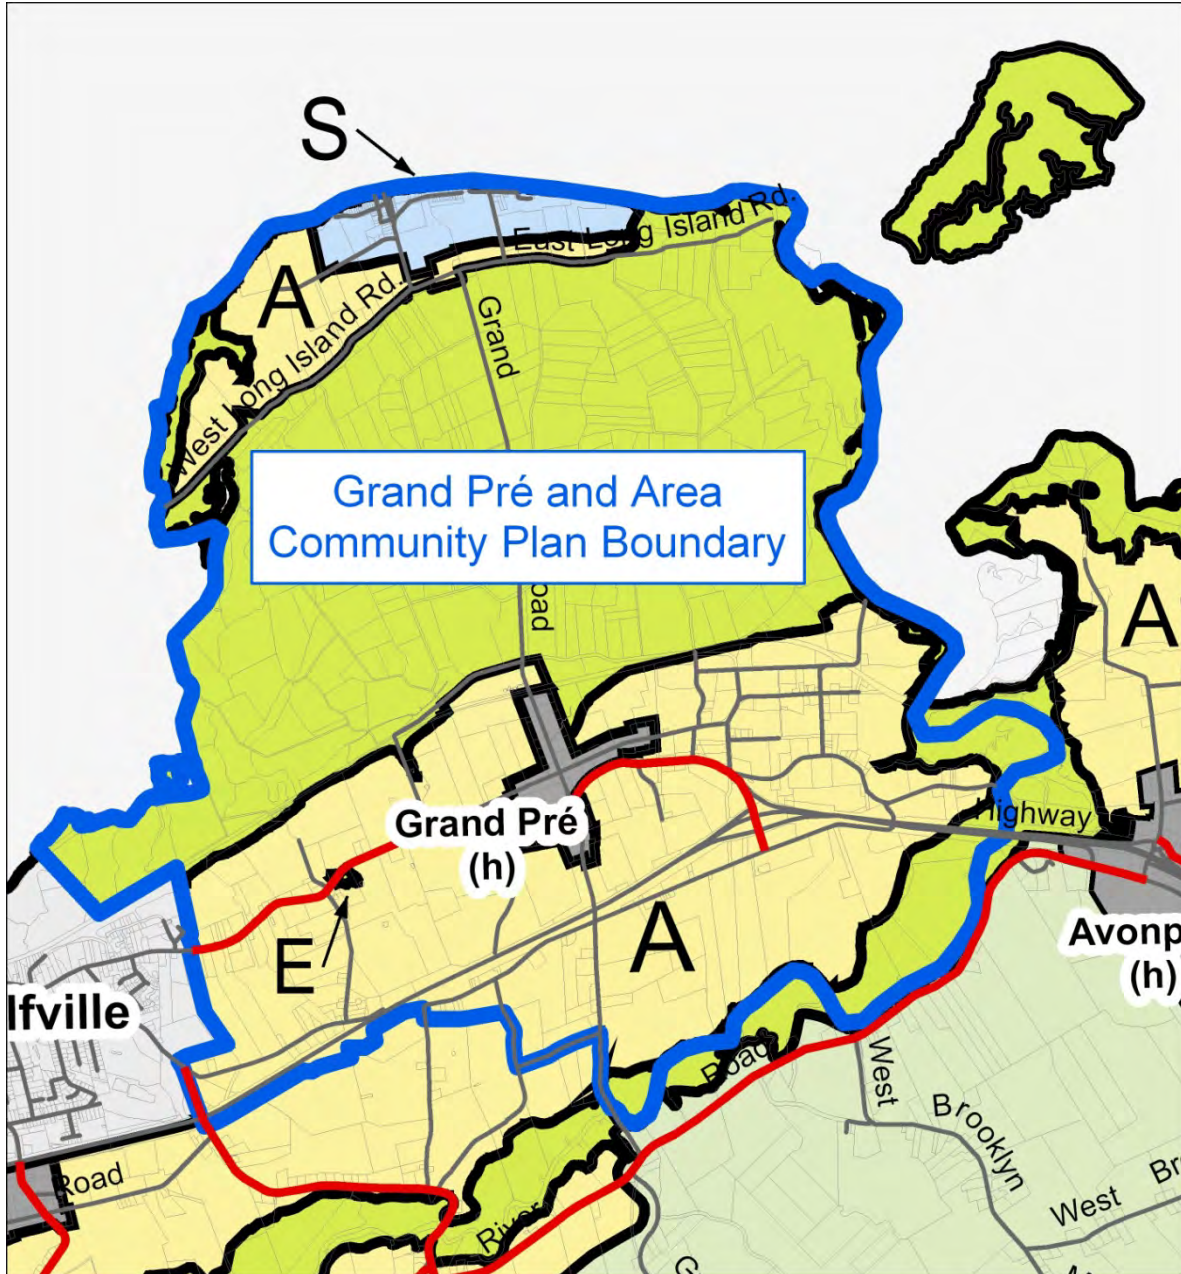 S
East Long Island Rd.
A
West Long Island Rd.
Grand
Grand Pré and Area
Community Plan Boundary
oad
A
Highway
Grand Pré
(h)
A
E
Avonp
(h)
lfville
Road
West
Brooklyn
Road
West Br
River
G